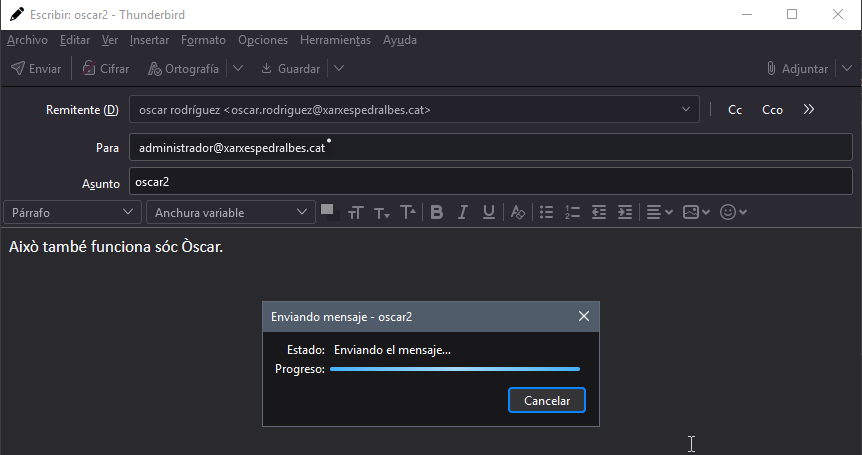 Escribir: oscar2 - Thunderbird
Archivo Editar Ver Insertar Formato Opciones Herramientas Ayuda
Enviar Cifrar Ortografía Guardar Adjuntar
Remitente (D) oscar rodríguez <oscar.rodriguez@xarxespedralbes.cat> Cc Cco
Para administrador@xarxespedralbes.cat
Asunto oscar2
Párrafo Anchura variable
Això també funciona sóc Òscar.
Enviando mensaje - oscar2
Estado: Enviando el mensaje...
Progreso:
Cancelar